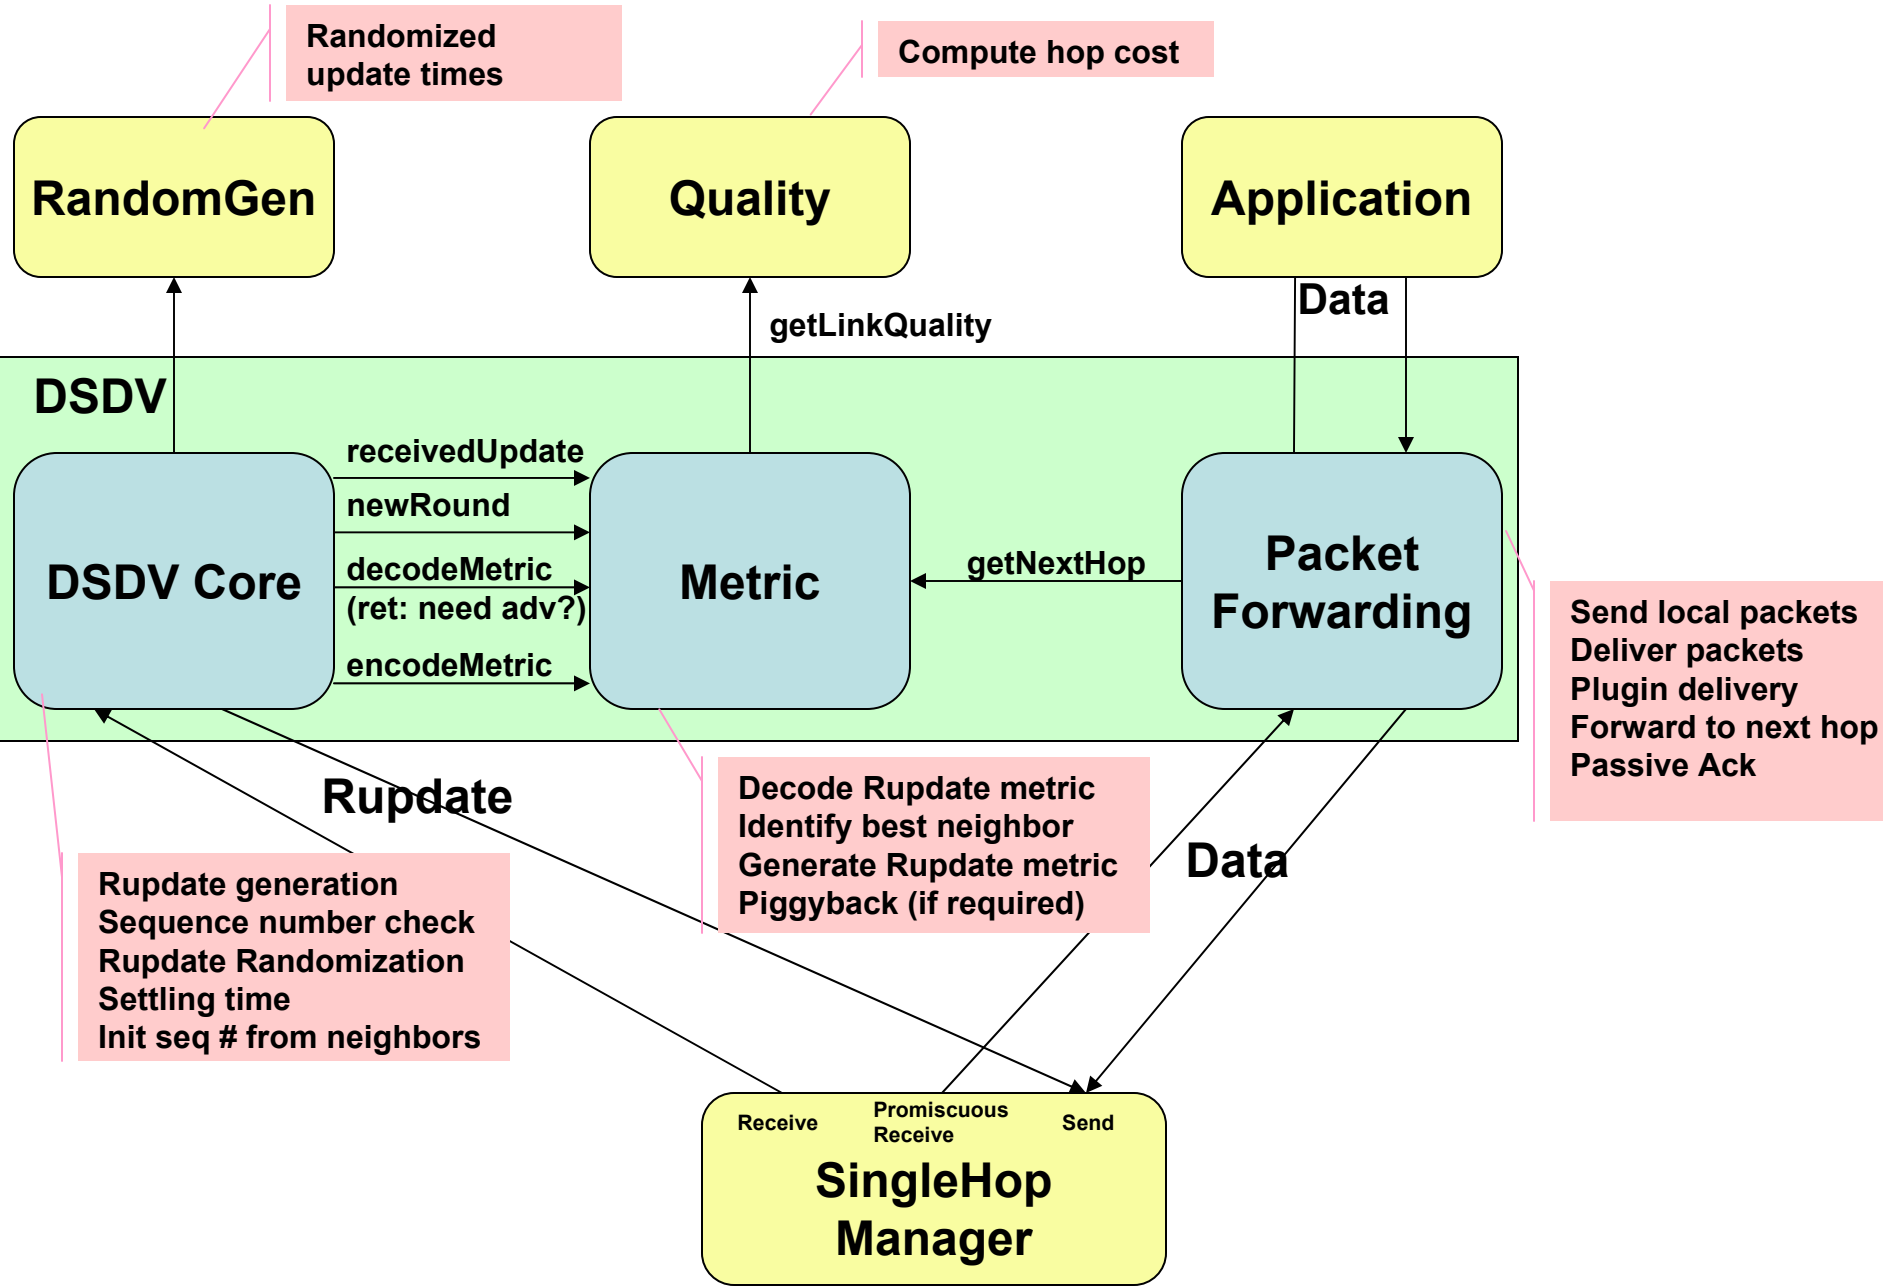 Randomized
update times
Compute hop cost
RandomGen
Quality
Application
Data
getLinkQuality
DSDV
receivedUpdate
newRound
decodeMetric
(ret: need adv?)
encodeMetric
DSDV Core
Metric
getNextHop
Packet
Forwarding
Send local packets
Deliver packets
Plugin delivery
Forward to next hop
Passive Ack
Rupdate
Decode Rupdate metric
Identify best neighbor
Generate Rupdate metric
Piggyback (if required)
Data
Rupdate generation
Sequence number check
Rupdate Randomization
Settling time
Init seq # from neighbors
Receive
Promiscuous
Receive
Send
SingleHop
Manager